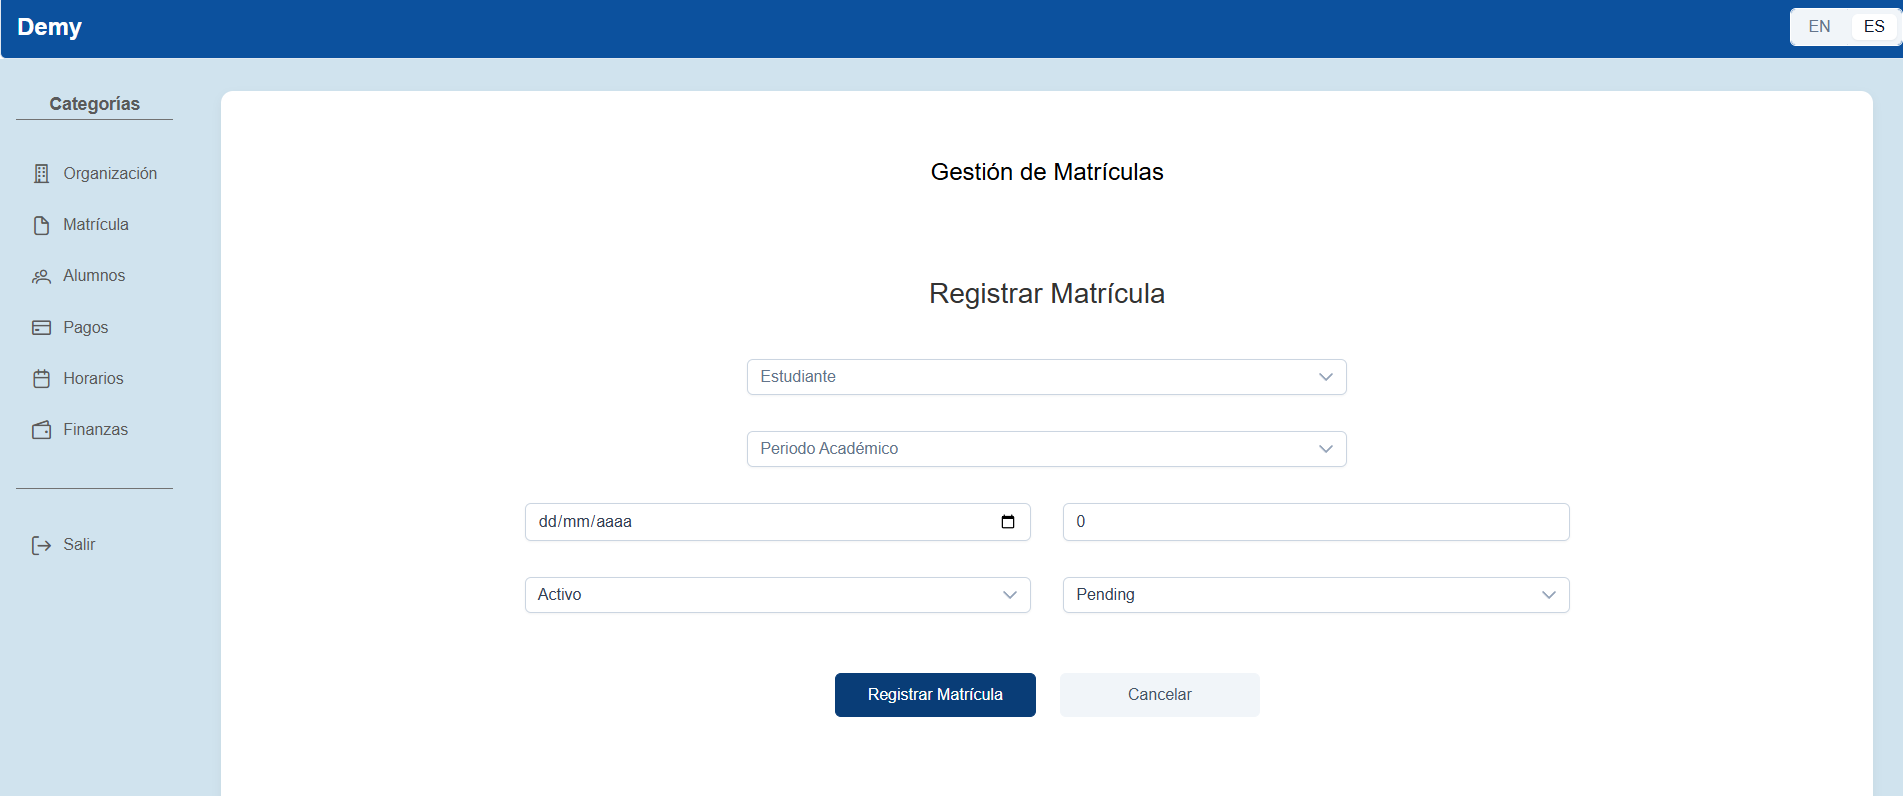 Demy
EN ES
Categorías
Organización
Matrícula
Alumnos
Pagos
Horarios
Finanzas
Salir
Gestión de Matrículas
Registrar Matrícula
Estudiante
Periodo Académico
dd/mm/aaaa
0
Activo
Pending
Registrar Matrícula
Cancelar